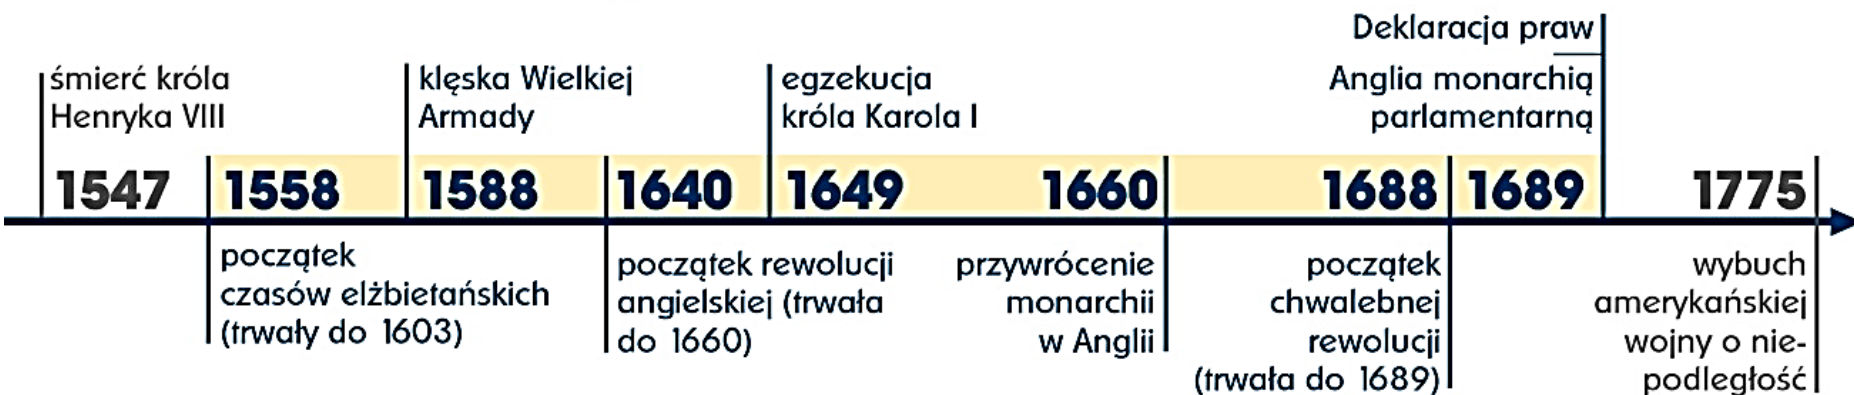 Deklaracja praw
śmierć króla
Henryka VIII
klęska Wielkiej
Armady
egzekucja
króla Karola I
Anglia monarchią
parlamentarną
1547 1558 1588 1640 1649 1660 1688 1689 1775
początek
czasów elżbietańskich
(trwały do 1603)
początek rewolucji
angielskiej (trwała
do 1660)
przywrócenie
monarchii
w Anglii
początek
chwalebnej
rewolucji
(trwała do 1689)
wybuch
amerykańskiej
wojny o nie-
podległość